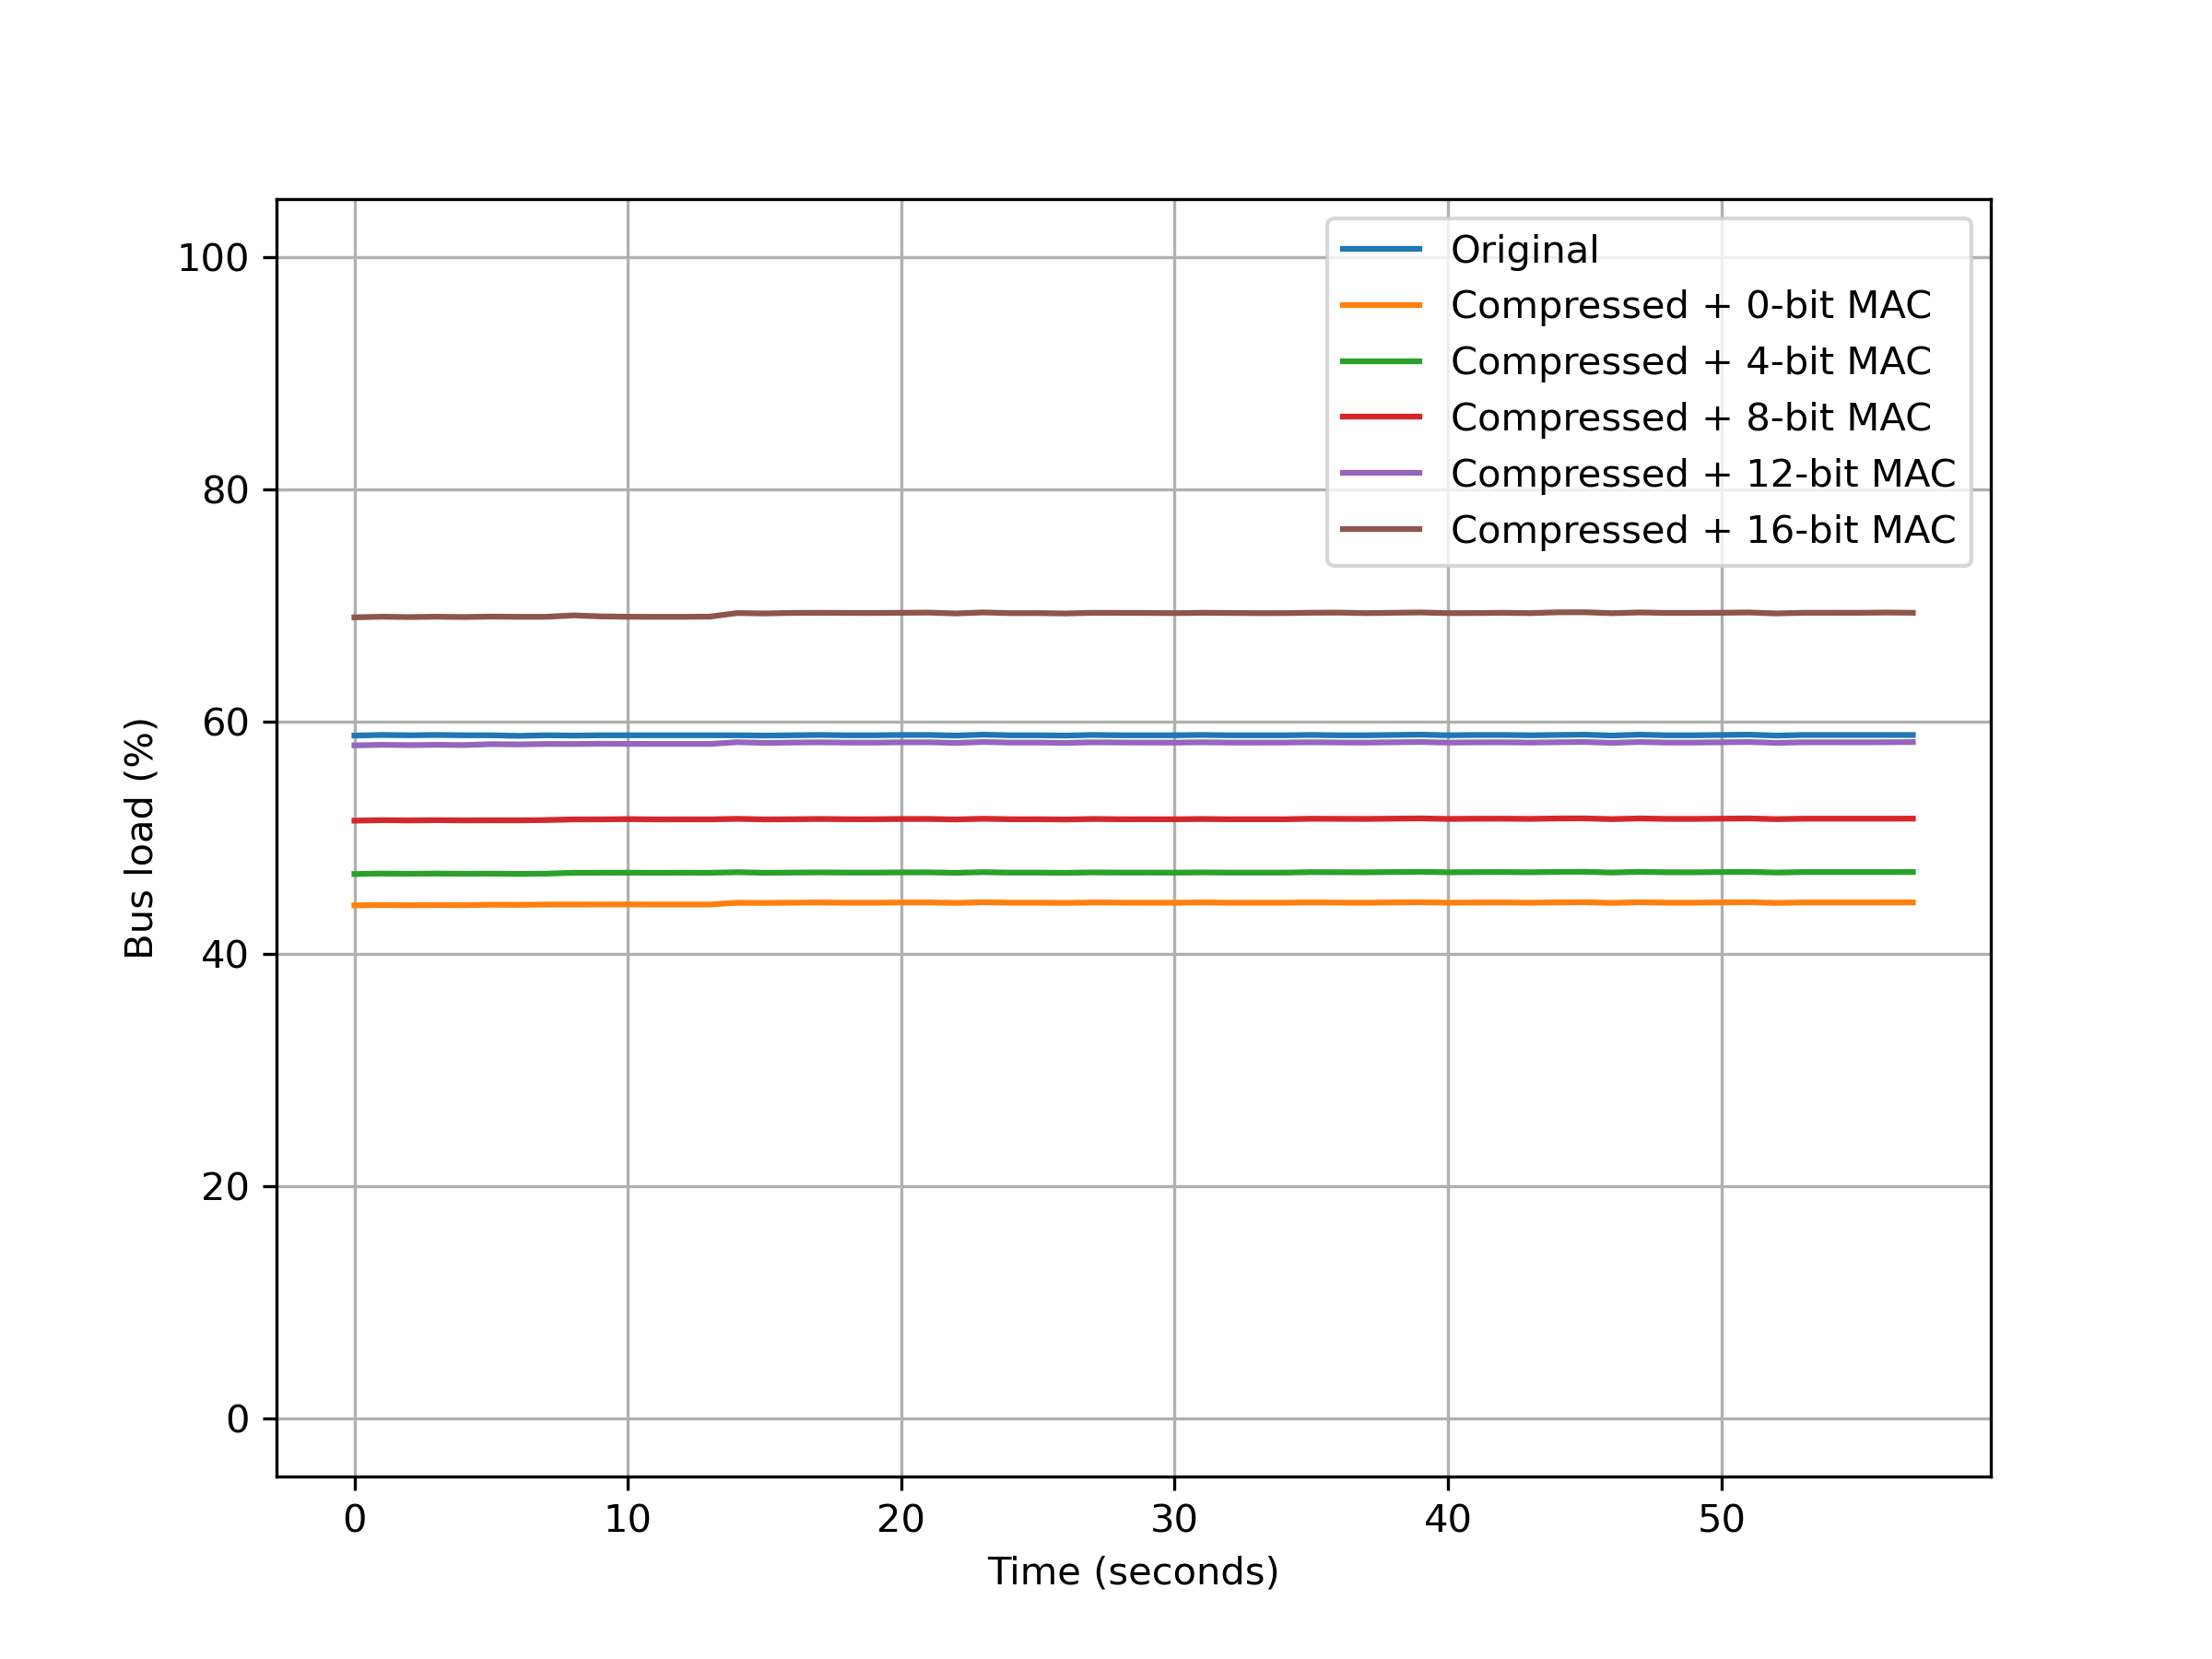 Original
Compressed + 0-bit MAC
Compressed + 4-bit MAC
Compressed + 8-bit MAC
Compressed + 12-bit MAC
Compressed + 16-bit MAC
100
80
60
40
20
0
Bus load (%)
0 10 20 30 40 50
Time (seconds)